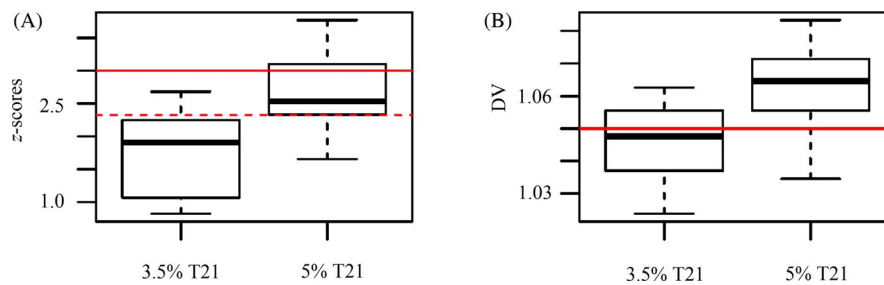 (A)
z-scores
2.5
1.0
3.5% T21
5% T21
(B)
DV
1.06
1.03
3.5% T21
5% T21